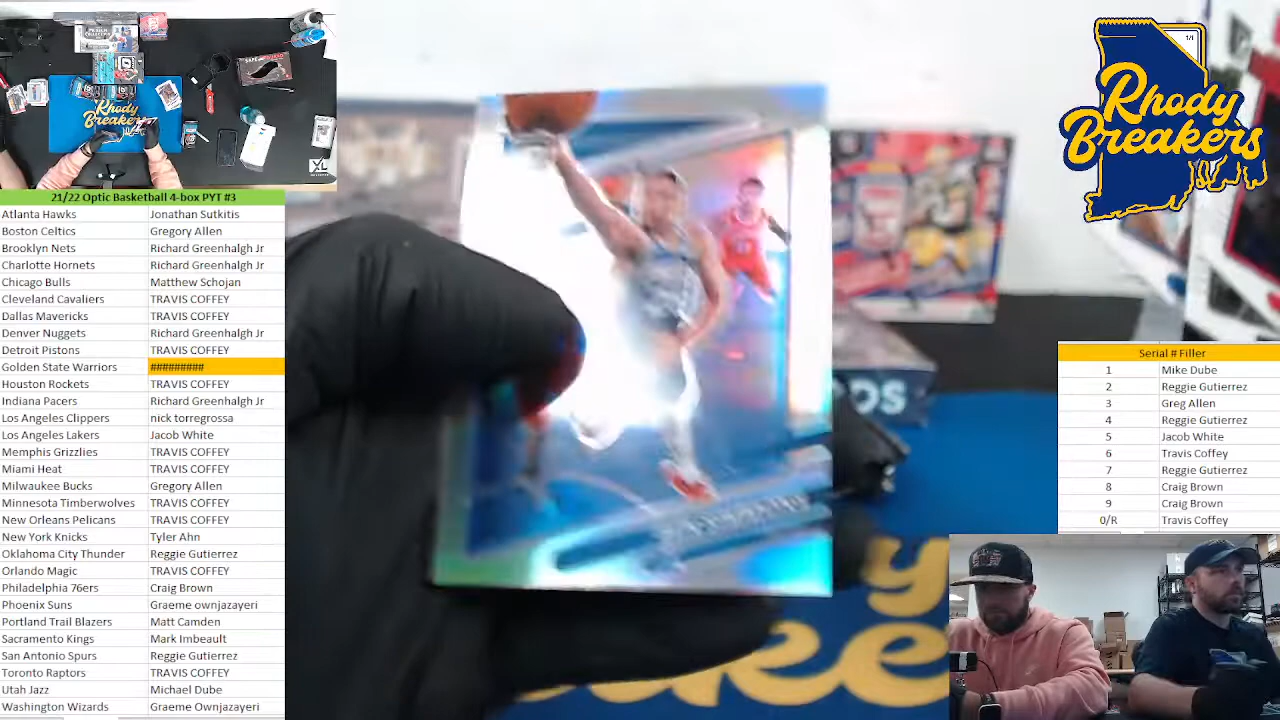 Rhody
Breakers
XL
21/22 Optic Basketball 4-box PYT #3
Atlanta Hawks Jonathan Sutkitis
Boston Celtics Gregory Allen
Brooklyn Nets Richard Greenhalgh Jr
Charlotte Hornets Richard Greenhalgh Jr
Chicago Bulls Matthew Schojan
Cleveland Cavaliers TRAVIS COFFEY
Dallas Mavericks TRAVIS COFFEY
Denver Nuggets Richard Greenhalgh Jr
Detroit Pistons TRAVIS COFFEY
Golden State Warriors #########
Houston Rockets TRAVIS COFFEY
Indiana Pacers Richard Greenhalgh Jr
Los Angeles Clippers nick torregrossa
Los Angeles Lakers Jacob White
Memphis Grizzlies TRAVIS COFFEY
Miami Heat TRAVIS COFFEY
Milwaukee Bucks Gregory Allen
Minnesota Timberwolves TRAVIS COFFEY
New Orleans Pelicans TRAVIS COFFEY
New York Knicks Tyler Ahn
Oklahoma City Thunder Reggie Gutierrez
Orlando Magic TRAVIS COFFEY
Philadelphia 76ers Craig Brown
Phoenix Suns Graeme ownjazayeri
Portland Trail Blazers Matt Camden
Sacramento Kings Mark Imbeault
San Antonio Spurs Reggie Gutierrez
Toronto Raptors TRAVIS COFFEY
Utah Jazz Michael Dube
Washington Wizards Graeme Ownjazayeri
1/1
Rhody
Breakers
Serial # Filler
1 Mike Dube
2 Reggie Gutierrez
3 Greg Allen
4 Reggie Gutierrez
5 Jacob White
6 Travis Coffey
7 Reggie Gutierrez
8 Craig Brown
9 Craig Brown
0/R Travis Coffey